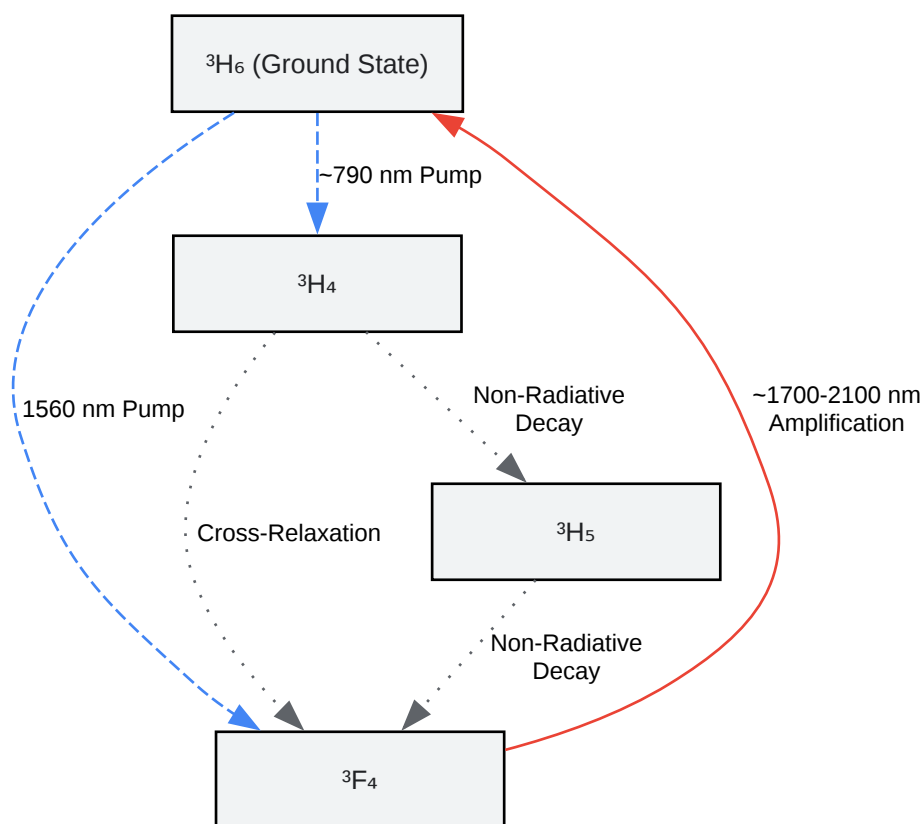 ³H₆ (Ground State)
~790 nm Pump
³H₄
1560 nm Pump
Non-Radiative
Decay
~1700-2100 nm
Amplification
Cross-Relaxation
³H₅
Non-Radiative
Decay
³F₄